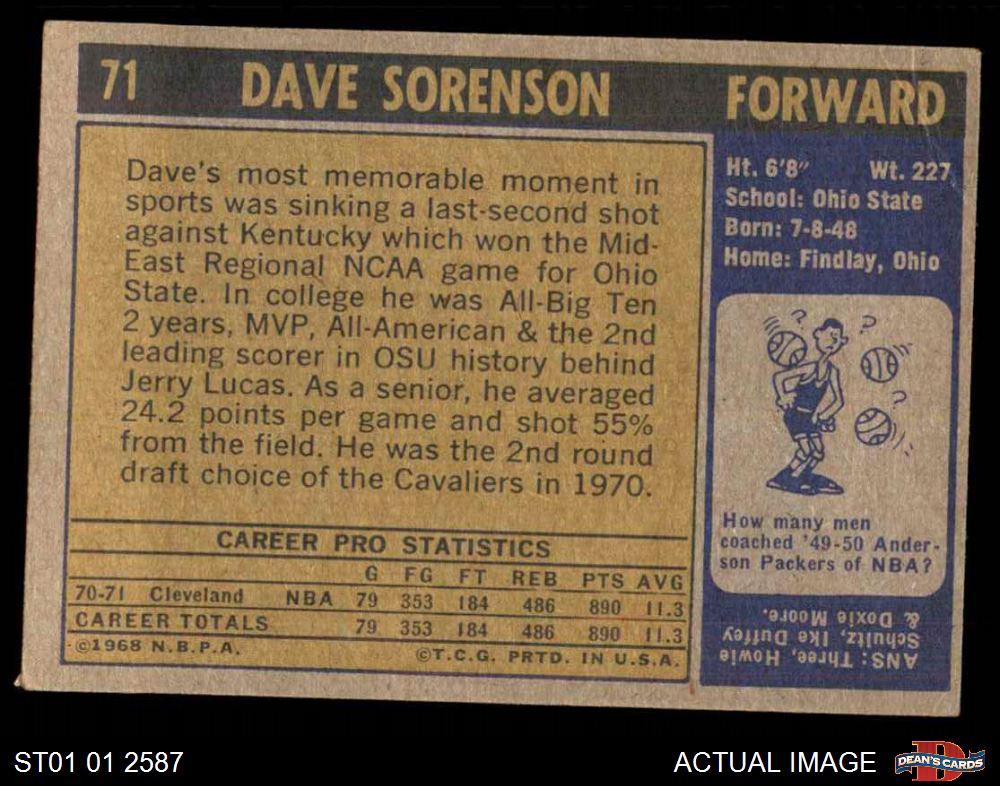 71 DAVE SORENSON FORWARD
Dave's most memorable moment in
sports was sinking a last-second shot
against Kentucky which won the Mid-
East Regional NCAA game for Ohio
State. In college he was All-Big Ten
2 years, MVP, All-American & the 2nd
leading scorer in OSU history behind
Jerry Lucas. As a senior, he averaged
24.2 points per game and shot 55%
from the field. He was the 2nd round
draft choice of the Cavaliers in 1970.
CAREER PRO STATISTICS
G FG FT REB PTS AVG
70-71 Cleveland NBA 79 353 184 486 890 11.3
CAREER TOTALS 79 353 184 486 890 11.3
©1968 N.B.P.A. ©T.C.G. PRTD. IN U.S.A.
Ht. 6'8" Wt. 227
School: Ohio State
Born: 7-8-48
Home: Findlay, Ohio
? ? ?
How many men
coached '49-50 Ander-
son Packers of NBA?
ANS: Three, Howie
Schultz, Ike Duffey
& Doxie Moore.
ST01 01 2587 ACTUAL IMAGE
D
DEAN'S CARDS